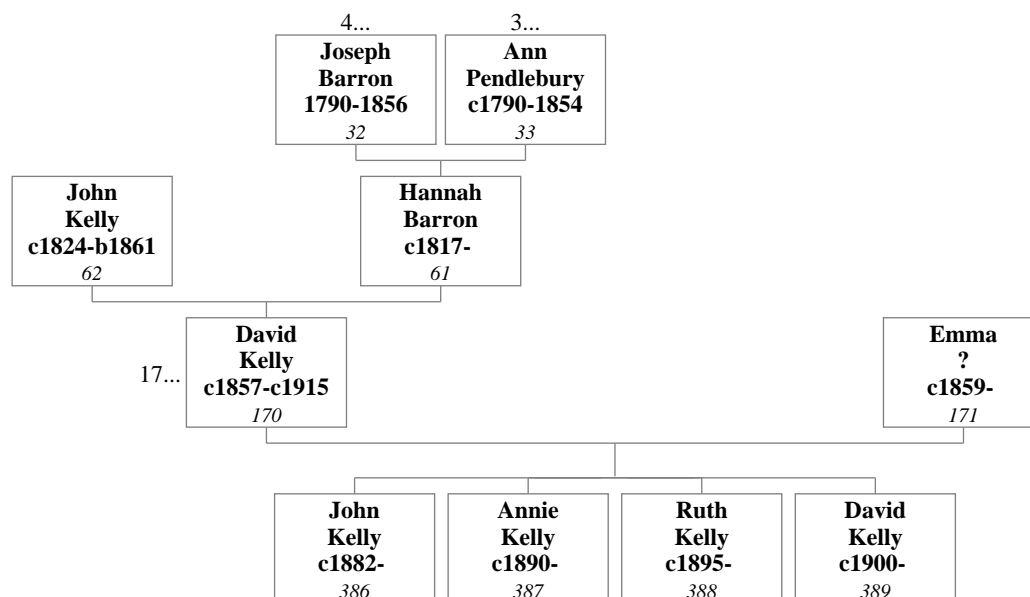 4...
3...
Joseph
Barron
1790-1856
32
Ann
Pendlebury
c1790-1854
33
John
Kelly
c1824-b1861
62
Hannah
Barron
c1817-
61
17...
David
Kelly
c1857-c1915
170
Emma
?
c1859-
171
John
Kelly
c1882-
386
Annie
Kelly
c1890-
387
Ruth
Kelly
c1895-
388
David
Kelly
c1900-
389